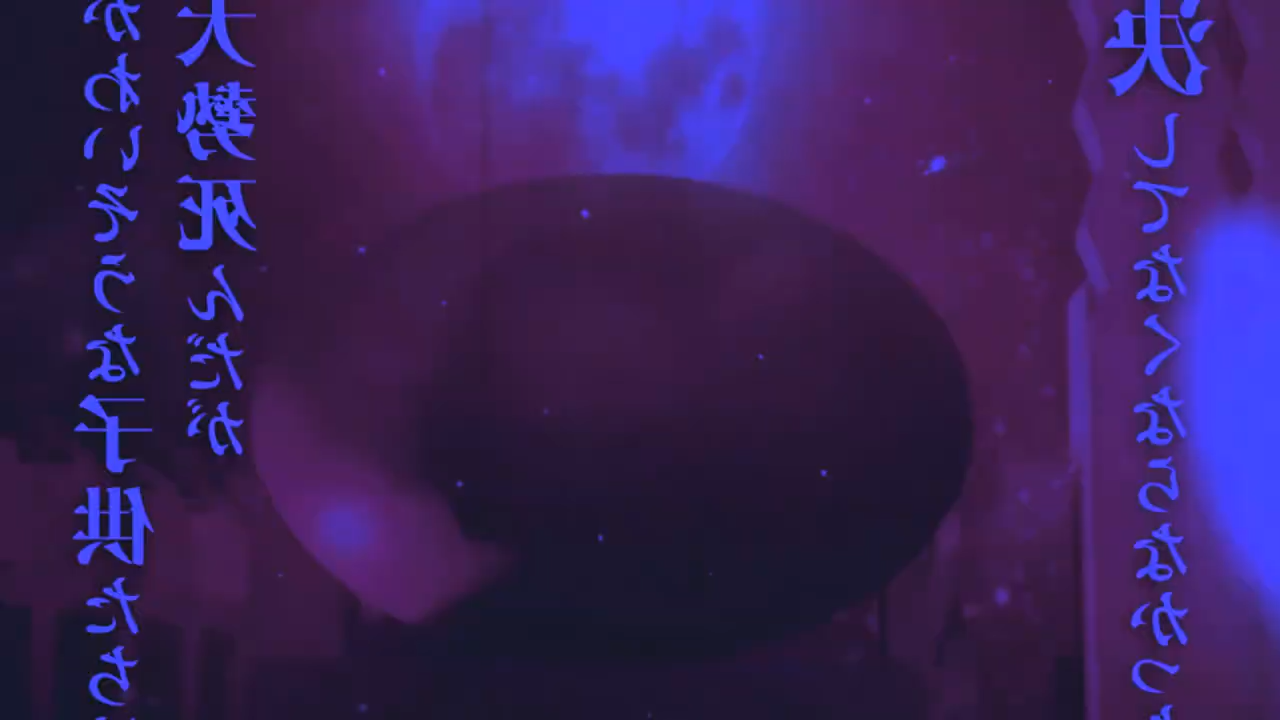 かわいそうな子供たち
大勢死んだが
決してなくならなかっ